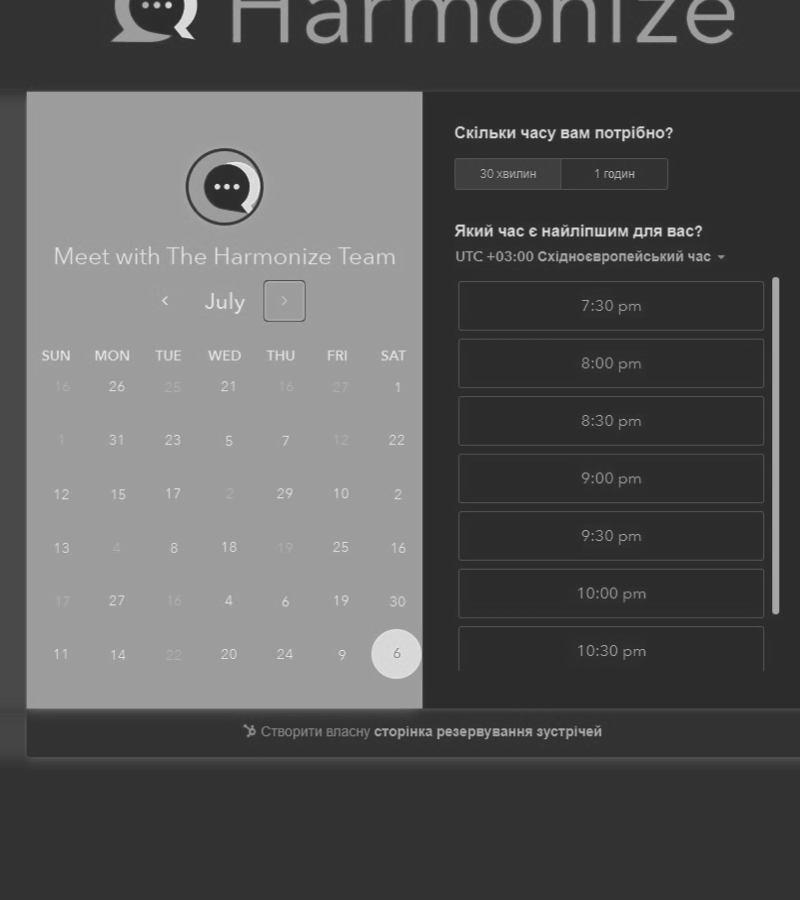 Harmonize
Meet with The Harmonize Team
July
SUN MON TUE WED THU FRI SAT
16 26 25 21 16 27 1
1 31 23 5 7 12 22
12 15 17 2 29 10 2
13 4 8 18 19 25 16
17 27 16 4 6 19 30
11 14 22 20 24 9 6
Скільки часу вам потрібно?
30 хвилин 1 годин
Який час є найліпшим для вас?
UTC +03:00 Східноєвропейський час
7:30 pm
8:00 pm
8:30 pm
9:00 pm
9:30 pm
10:00 pm
10:30 pm
Створити власну сторінка резервування зустрічей